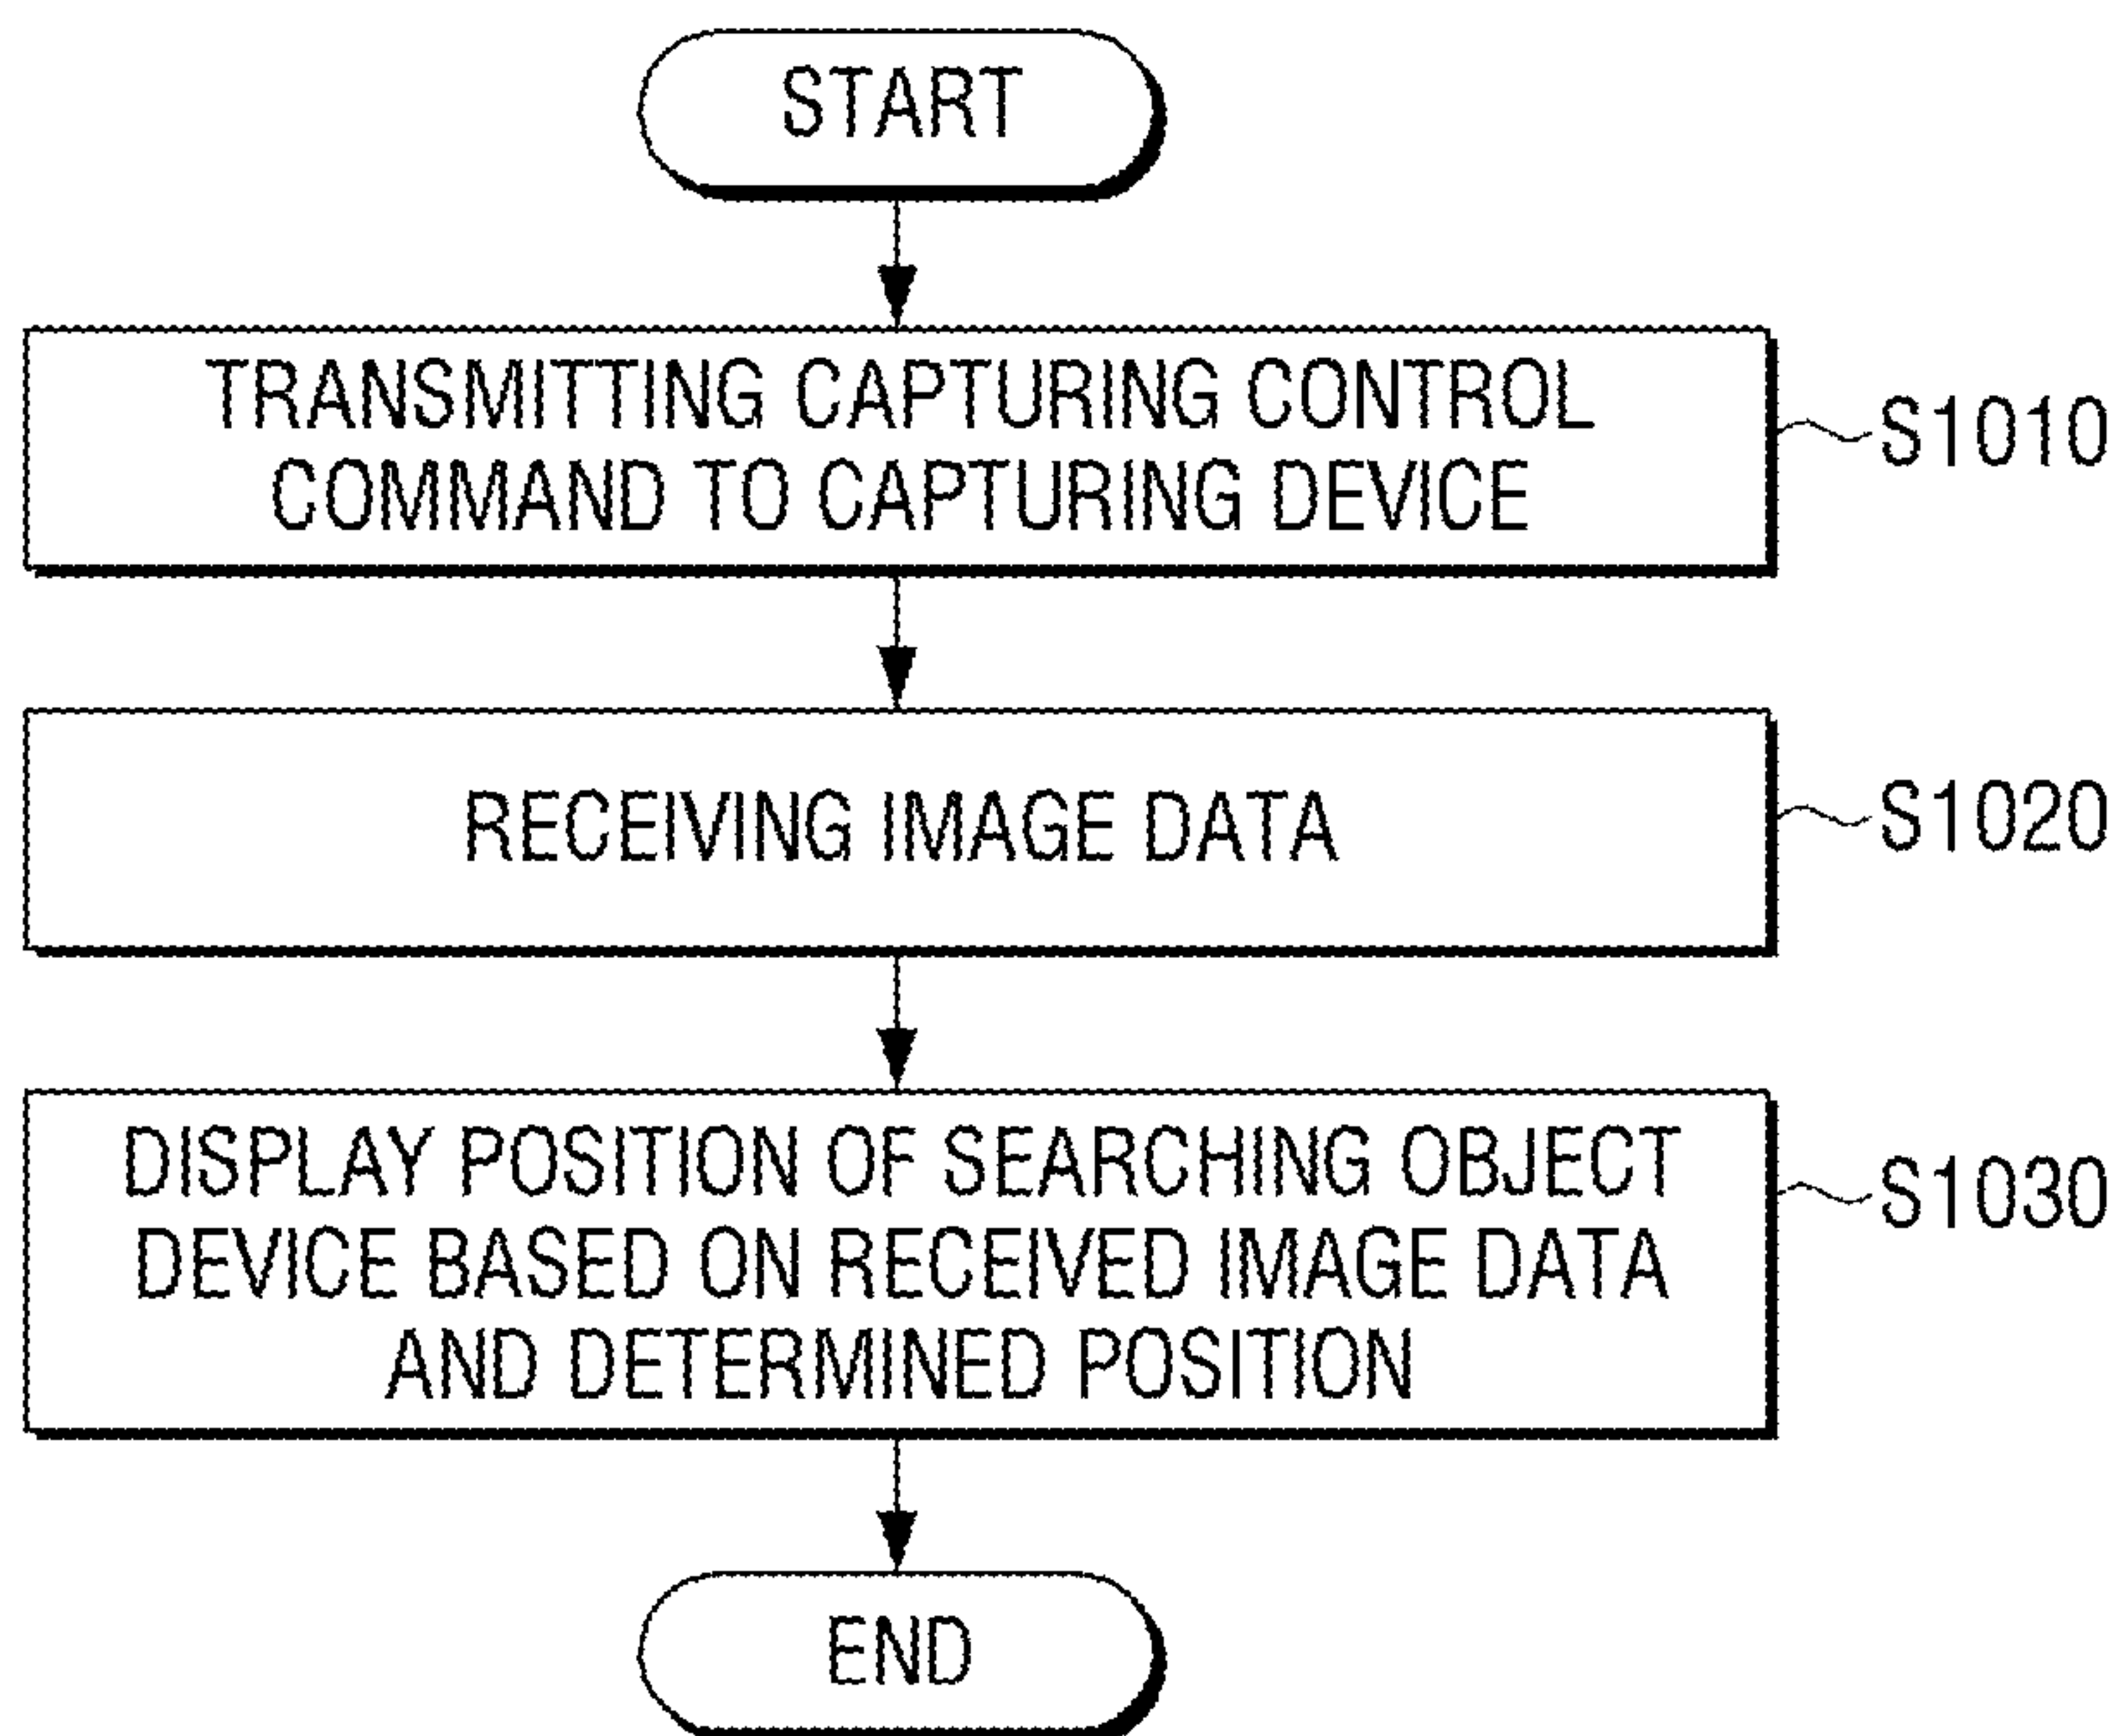 START
TRANSMITTING CAPTURING CONTROL
COMMAND TO CAPTURING DEVICE
S1010
RECEIVING IMAGE DATA
S1020
DISPLAY POSITION OF SEARCHING OBJECT
DEVICE BASED ON RECEIVED IMAGE DATA
AND DETERMINED POSITION
S1030
END